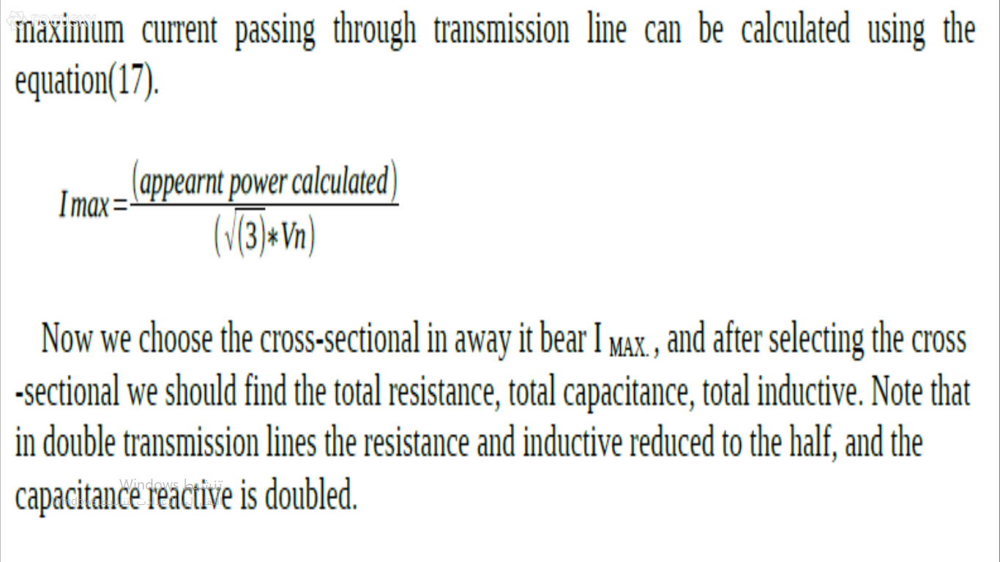 FOCUSKY
maximum current passing through transmission line can be calculated using the
equation(17).
I max = (appearnt power calculated) / (√(3)*Vn)
Now we choose the cross-sectional in away it bear I MAX. , and after selecting the cross
-sectional we should find the total resistance, total capacitance, total inductive. Note that
in double transmission lines the resistance and inductive reduced to the half, and the
capacitance reactive is doubled.
تنشيط Windows